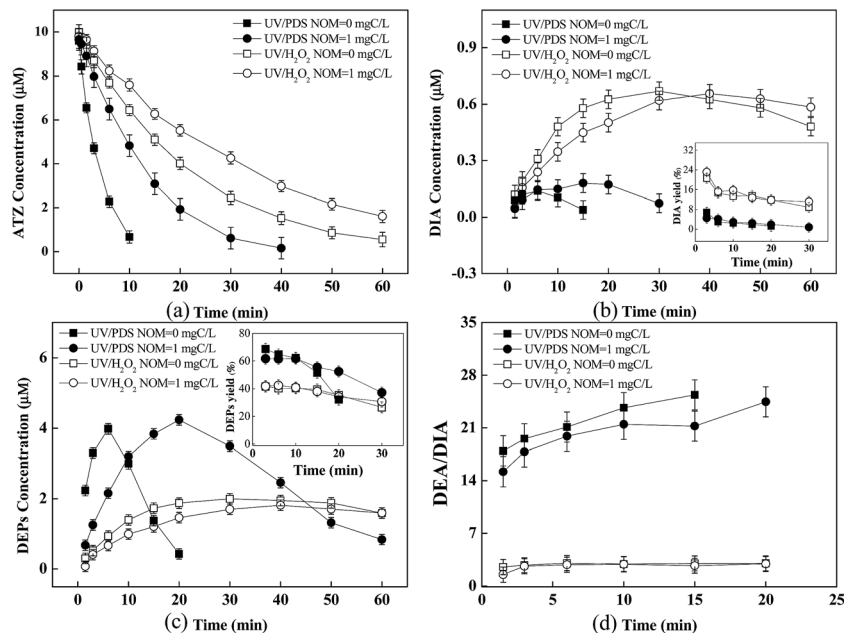 UV/PDS NOM=0 mgC/L
UV/PDS NOM=1 mgC/L
UV/H2O2 NOM=0 mgC/L
UV/H2O2 NOM=1 mgC/L
10
8
6
4
2
0
ATZ Concentration (μM)
0 10 20 30 40 50 60
(a) Time (min)
UV/PDS NOM=0 mgC/L
UV/PDS NOM=1 mgC/L
UV/H2O2 NOM=0 mgC/L
UV/H2O2 NOM=1 mgC/L
0.9
0.6
0.3
0.0
-0.3
DIA Concentration (μM)
32
24
16
8
0
DIA yield (%)
0 10 20 30
Time (min)
0 10 20 30 40 50 60
(b) Time (min)
UV/PDS NOM=0 mgC/L
UV/PDS NOM=1 mgC/L
UV/H2O2 NOM=0 mgC/L
UV/H2O2 NOM=1 mgC/L
6
4
2
0
DEPs Concentration (μM)
80
60
40
20
0
DEPs yield (%)
0 10 20 30
Time (min)
0 10 20 30 40 50 60
(c) Time (min)
UV/PDS NOM=0 mgC/L
UV/PDS NOM=1 mgC/L
UV/H2O2 NOM=0 mgC/L
UV/H2O2 NOM=1 mgC/L
35
26
17
9
0
DEA/DIA
0 5 10 15 20 25
(d) Time (min)